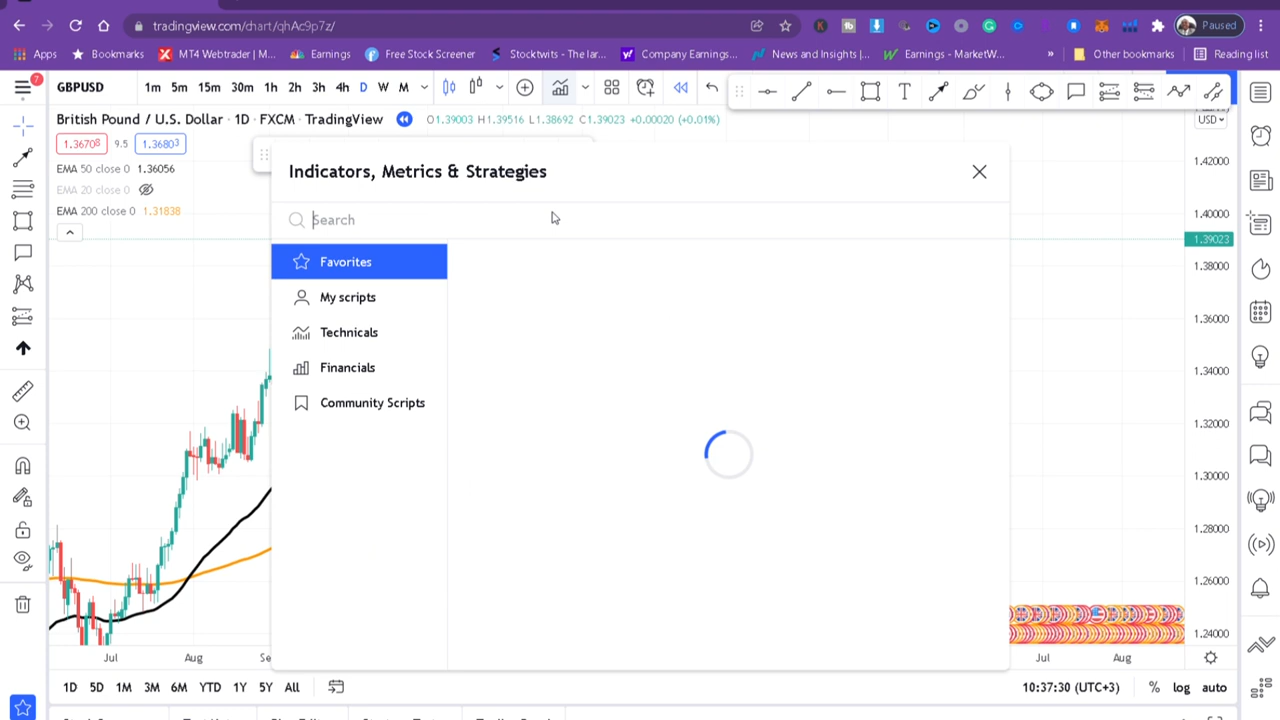 tradingview.com/chart/qhAc9p7z/
Paused
Apps
Bookmarks
MT4 Webtrader | M...
Earnings
Free Stock Screener
Stocktwits - The lar...
Company Earnings...
News and Insights |...
Earnings - MarketW...
»
Other bookmarks
Reading list
7
GBPUSD
1m 5m 15m 30m 1h 2h 3h 4h D W M
USD
British Pound / U.S. Dollar · 1D · FXCM · TradingView
O1.39003 H1.39516 L1.38692 C1.39023 +0.00020 (+0.01%)
1.36708 9.5 1.36803
EMA 50 close 0 1.36056
EMA 20 close 0
EMA 200 close 0 1.31838
Indicators, Metrics & Strategies
Search
Favorites
My scripts
Technicals
Financials
Community Scripts
1.42000
1.40000
1.39023
1.38000
1.36000
1.34000
1.32000
1.30000
1.28000
1.26000
1.24000
Jul Aug Se Jul Aug
1D 5D 1M 3M 6M YTD 1Y 5Y All
10:37:30 (UTC+3) % log auto